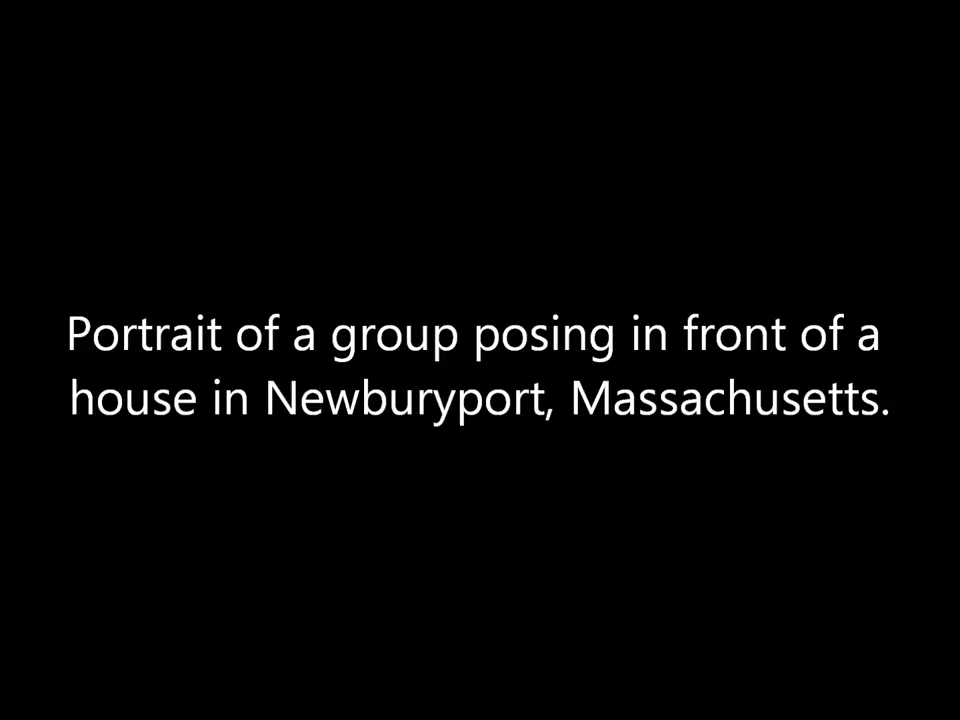 Portrait of a group posing in front of a
house in Newburyport, Massachusetts.